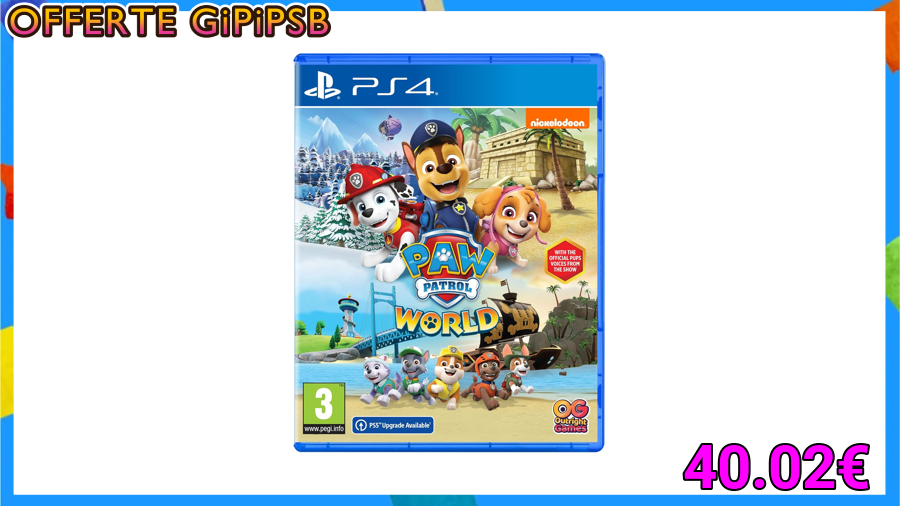 OFFERTE GiPiPSB
PS4
nickelodeon
WITH THE
OFFICIAL PUPS
VOICES FROM
THE SHOW
PAW
PATROL
WORLD
3
www.pegi.info
PS5 Upgrade Available
OG
Outright
Games
40.02€